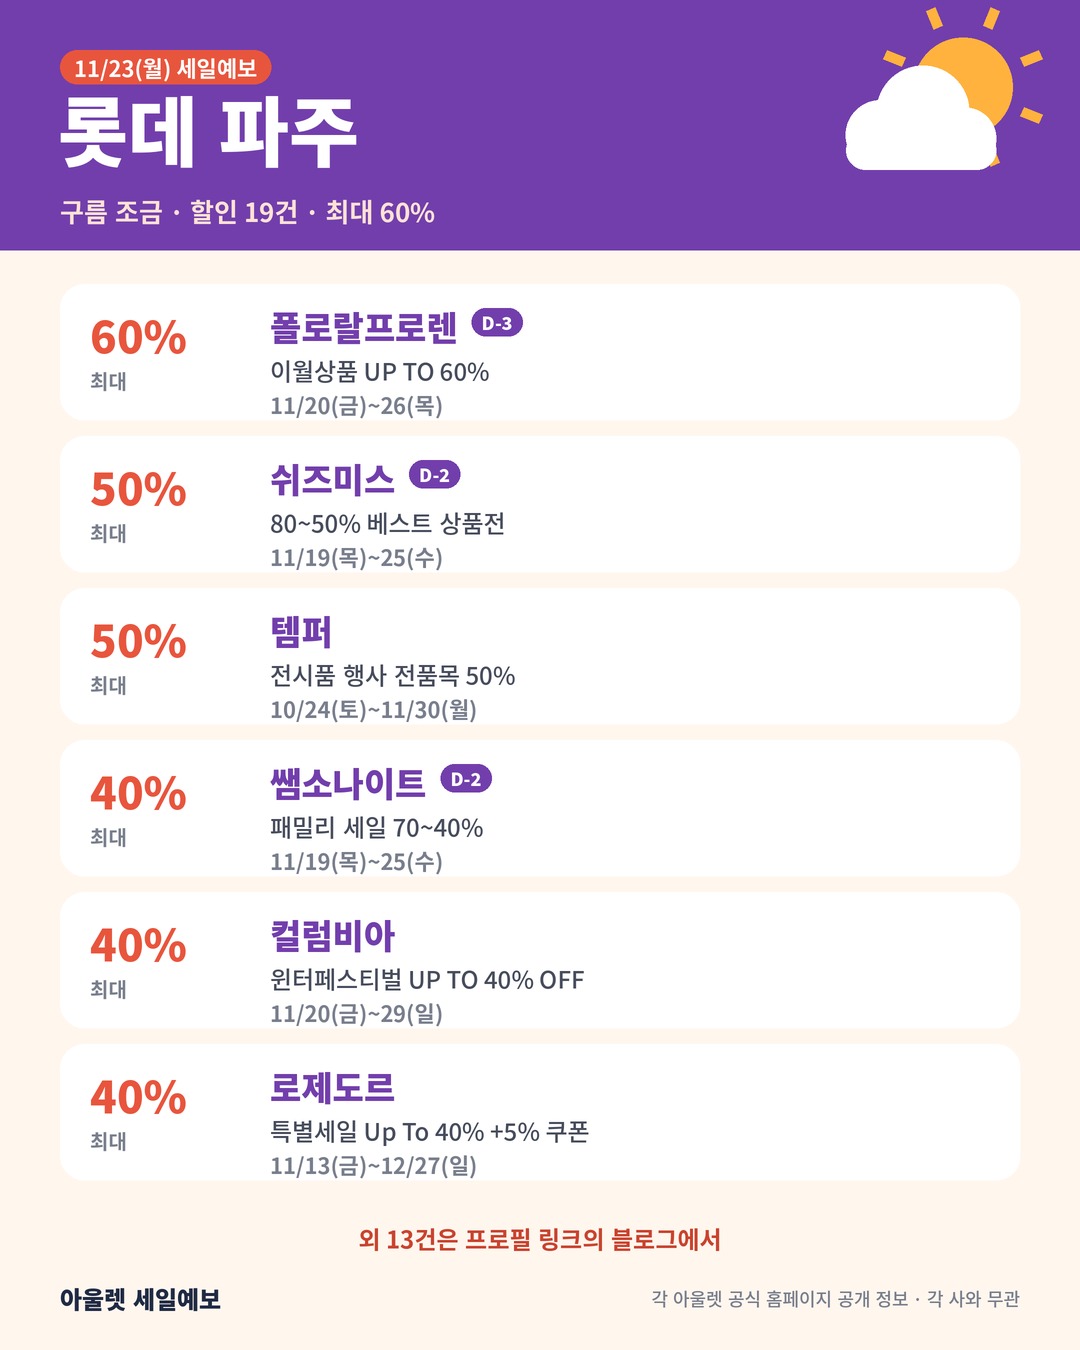 11/23(월) 세일예보
롯데 파주
구름 조금 · 할인 19건 · 최대 60%
60%
최대
폴로랄프로렌 D-3
이월상품 UP TO 60%
11/20(금)~26(목)
50%
최대
쉬즈미스 D-2
80~50% 베스트 상품전
11/19(목)~25(수)
50%
최대
템퍼
전시품 행사 전품목 50%
10/24(토)~11/30(월)
40%
최대
쌤소나이트 D-2
패밀리 세일 70~40%
11/19(목)~25(수)
40%
최대
컬럼비아
윈터페스티벌 UP TO 40% OFF
11/20(금)~29(일)
40%
최대
로제도르
특별세일 Up To 40% +5% 쿠폰
11/13(금)~12/27(일)
외 13건은 프로필 링크의 블로그에서
아울렛 세일예보
각 아울렛 공식 홈페이지 공개 정보 · 각 사와 무관